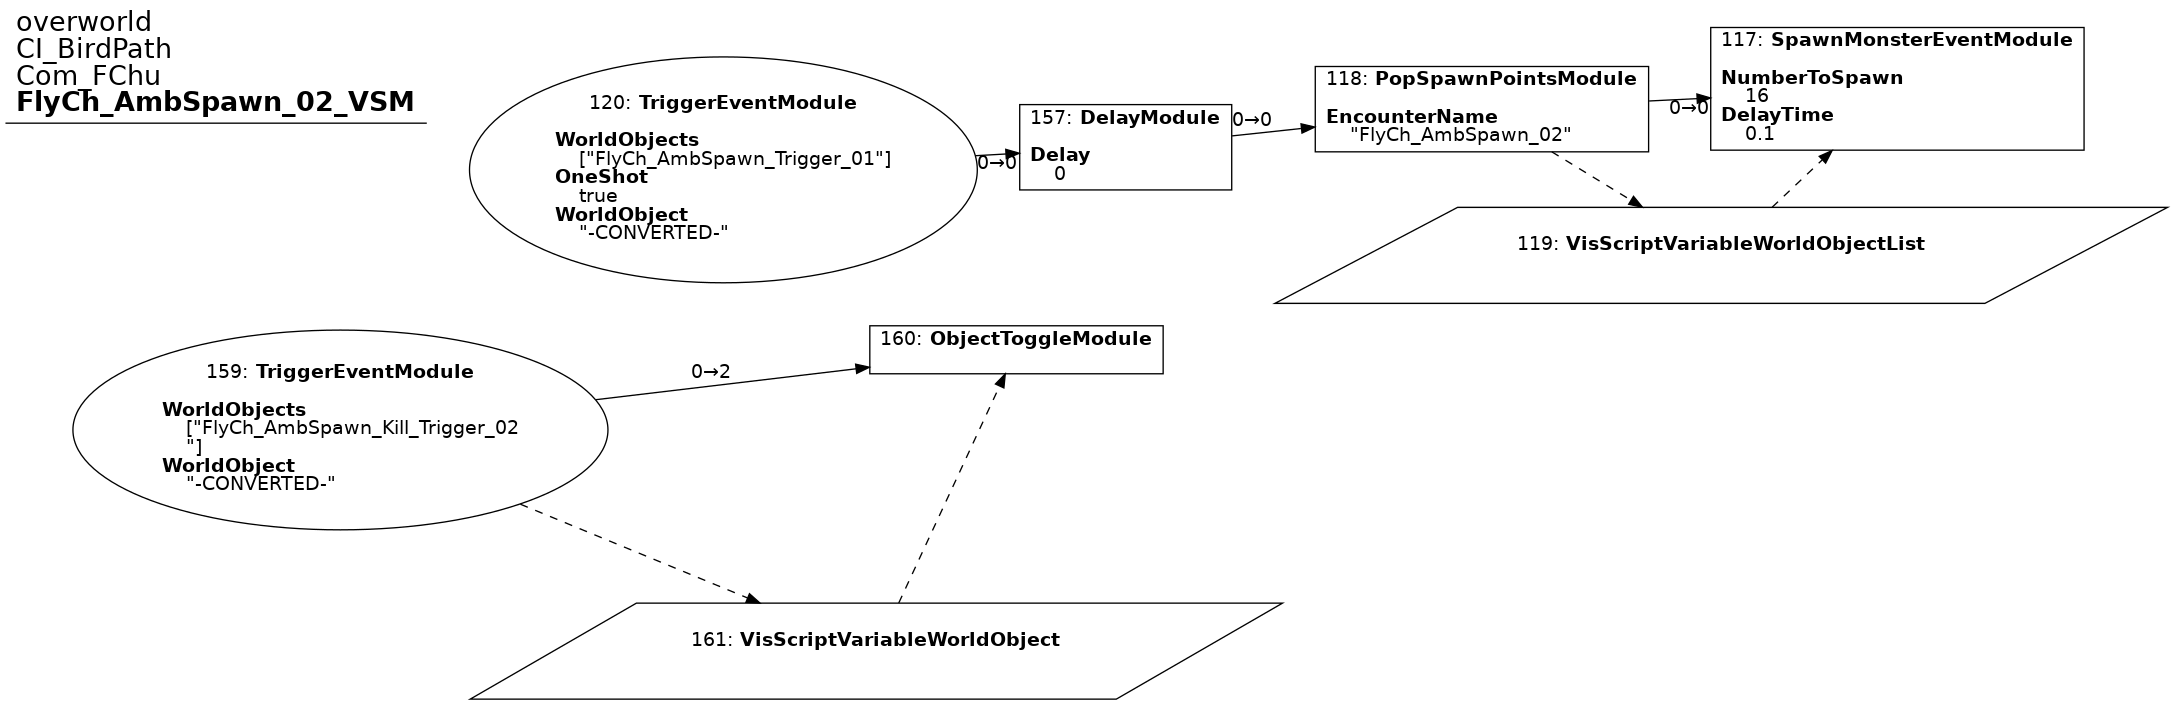 overworld
CI_BirdPath
Com_FChu
FlyCh_AmbSpawn_02_VSM
120: TriggerEventModule
WorldObjects
["FlyCh_AmbSpawn_Trigger_01"]
OneShot
true
WorldObject
"-CONVERTED-"
0→0
157: DelayModule
Delay
0
0→0
118: PopSpawnPointsModule
EncounterName
"FlyCh_AmbSpawn_02"
0→0
117: SpawnMonsterEventModule
NumberToSpawn
16
DelayTime
0.1
119: VisScriptVariableWorldObjectList
159: TriggerEventModule
WorldObjects
["FlyCh_AmbSpawn_Kill_Trigger_02
"]
WorldObject
"-CONVERTED-"
0→2
160: ObjectToggleModule
161: VisScriptVariableWorldObject